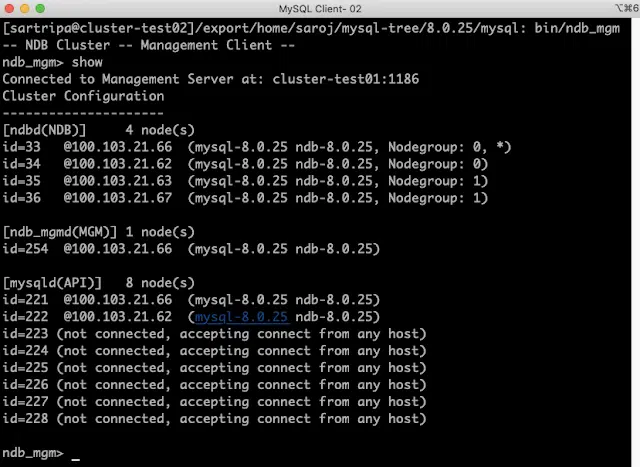 MySQL Client- 02
⌥⌘6
[sartripa@cluster-test02]/export/home/saroj/mysql-tree/8.0.25/mysql: bin/ndb_mgm
-- NDB Cluster -- Management Client --
ndb_mgm> show
Connected to Management Server at: cluster-test01:1186
Cluster Configuration
---------------------
[ndbd(NDB)]     4 node(s)
id=33   @100.103.21.66  (mysql-8.0.25 ndb-8.0.25, Nodegroup: 0, *)
id=34   @100.103.21.62  (mysql-8.0.25 ndb-8.0.25, Nodegroup: 0)
id=35   @100.103.21.63  (mysql-8.0.25 ndb-8.0.25, Nodegroup: 1)
id=36   @100.103.21.67  (mysql-8.0.25 ndb-8.0.25, Nodegroup: 1)
[ndb_mgmd(MGM)] 1 node(s)
id=254  @100.103.21.66  (mysql-8.0.25 ndb-8.0.25)
[mysqld(API)]   8 node(s)
id=221  @100.103.21.66  (mysql-8.0.25 ndb-8.0.25)
id=222  @100.103.21.62  (mysql-8.0.25 ndb-8.0.25)
id=223 (not connected, accepting connect from any host)
id=224 (not connected, accepting connect from any host)
id=225 (not connected, accepting connect from any host)
id=226 (not connected, accepting connect from any host)
id=227 (not connected, accepting connect from any host)
id=228 (not connected, accepting connect from any host)
ndb_mgm> _